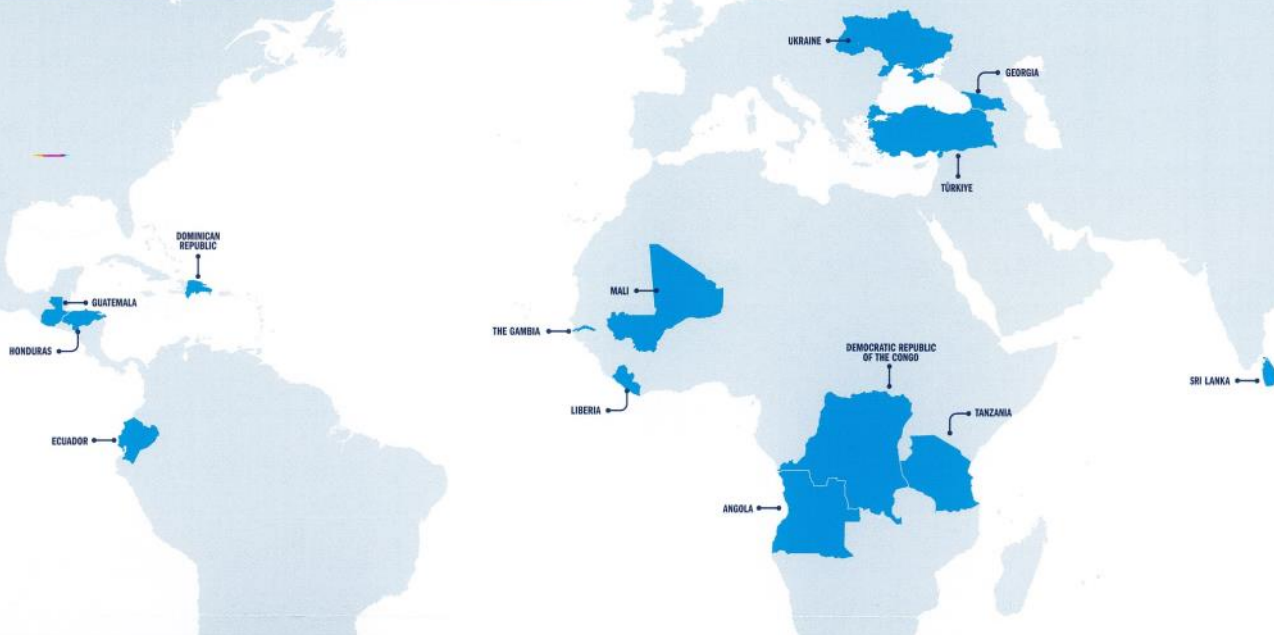 UKRAINE
GEORGIA
TÜRKIYE
DOMINICAN
REPUBLIC
GUATEMALA
HONDURAS
MALI
THE GAMBIA
LIBERIA
DEMOCRATIC REPUBLIC
OF THE CONGO
SRI LANKA
TANZANIA
ECUADOR
ANGOLA